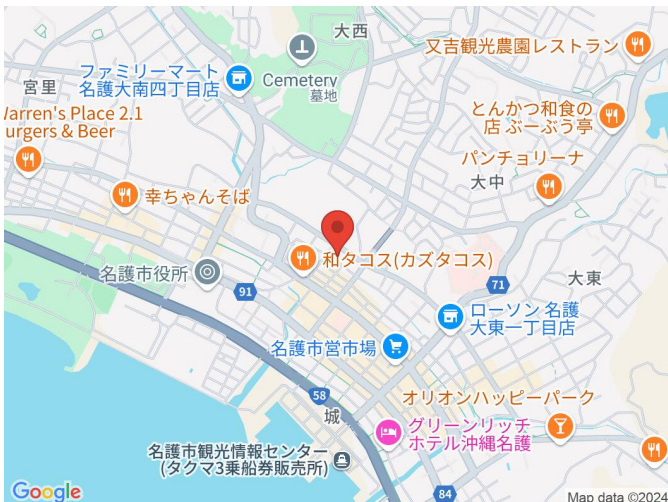 大西
又吉観光農園レストラン
宮里
ファミリーマート
名護大南四丁目店
Cemetery
墓地
とんかつ和食の
店 ぶーぶう亭
Warren's Place 2.1
urgers & Beer
パンチョリーナ
大中
幸ちゃんそば
和タコス(カズタコス)
名護市役所
71
大東
91
ローソン 名護
大東一丁目店
名護市営市場
58
オリオンハッピーパーク
城
グリーンリッチ
ホテル沖縄名護
名護市観光情報センター
(タクマ3乗船券販売所)
84
Google
Map data ©2024